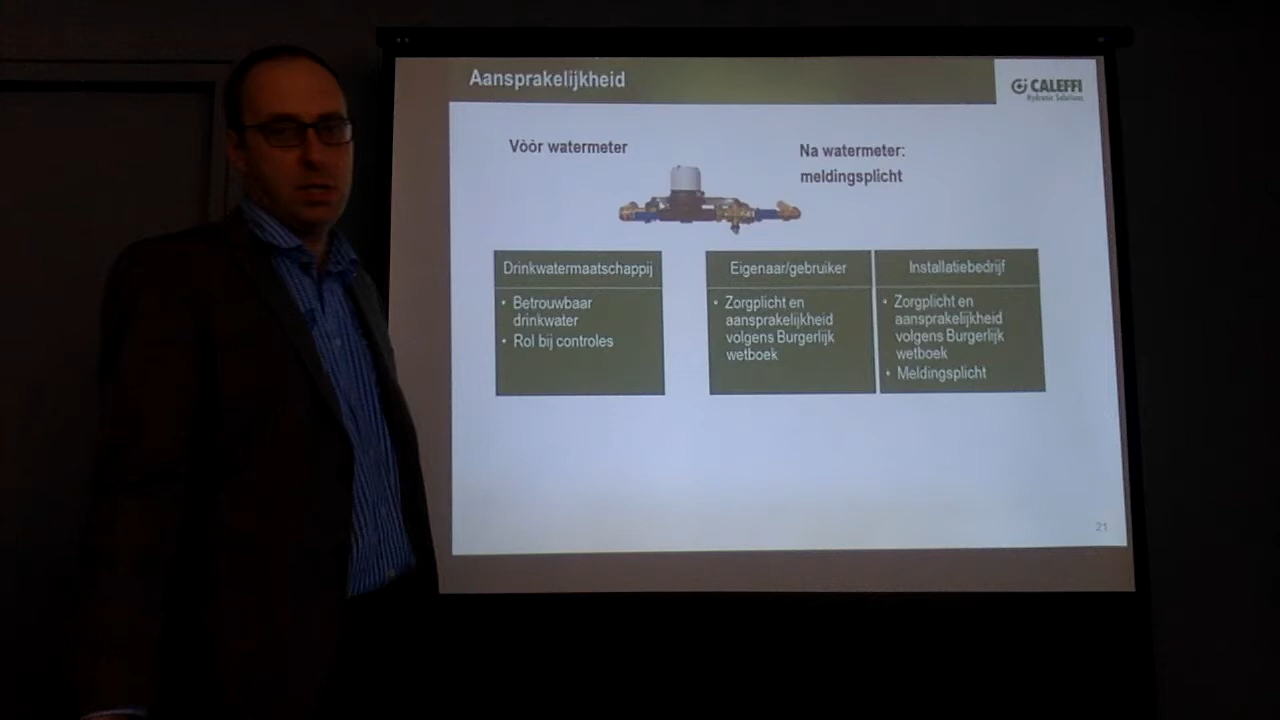 Aansprakelijkheid
CALEFFI
Hydronic Solutions
Vòòr watermeter
Na watermeter:
meldingsplicht
Drinkwatermaatschappij
• Betrouwbaar
drinkwater
• Rol bij controles
Eigenaar/gebruiker
• Zorgplicht en
aansprakelijkheid
volgens Burgerlijk
wetboek
Installatiebedrijf
• Zorgplicht en
aansprakelijkheid
volgens Burgerlijk
wetboek
• Meldingsplicht
21